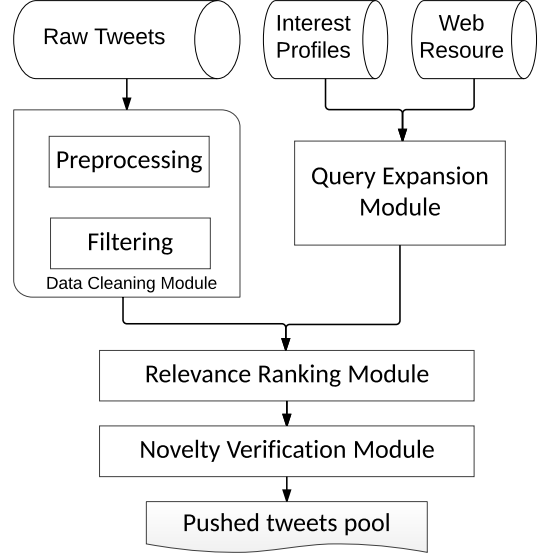 Raw Tweets
Interest
Profiles
Web
Resoure
Preprocessing
Filtering
Data Cleaning Module
Query Expansion
Module
Relevance Ranking Module
Novelty Verification Module
Pushed tweets pool